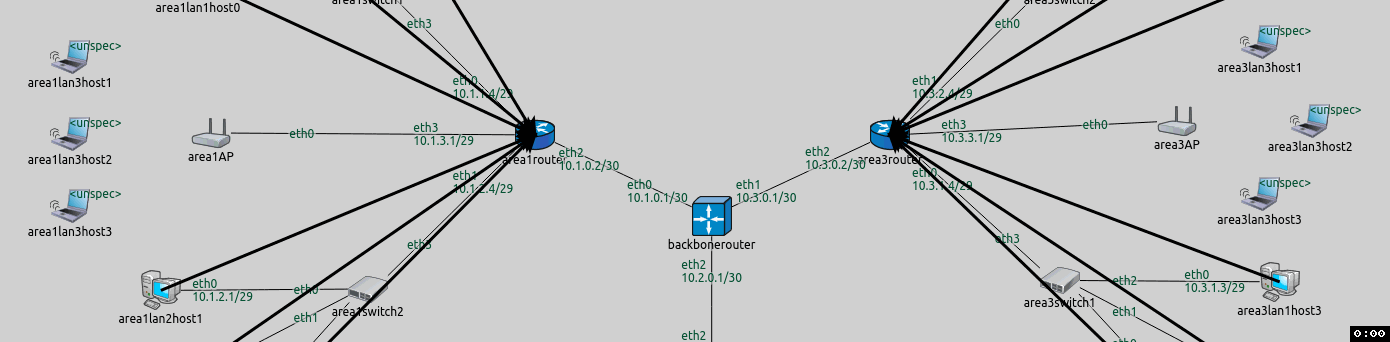 area1lan1host0
eth3
eth0
<unspec>
area1lan3host1
<unspec>
area3lan3host1
eth0
10.1.1.4/29
eth1
10.3.2.4/29
<unspec>
area1lan3host2
area1AP
eth0
eth3
10.1.3.1/29
area1router
eth2
10.1.0.2/30
eth2
10.3.0.2/30
area3router
eth3
10.3.3.1/29
eth0
area3AP
<unspec>
area3lan3host2
eth1
10.1.2.4/29
eth0
10.3.1.4/29
eth0
10.1.0.1/30
eth1
10.3.0.1/30
<unspec>
area1lan3host3
<unspec>
area3lan3host3
backbonerouter
eth3
eth3
eth2
10.2.0.1/30
eth0
10.1.2.1/29
eth0
area1lan2host1
eth1
area1switch2
area3switch1
eth2
eth0
10.3.1.3/29
area3lan1host3
eth1
eth2
0:00